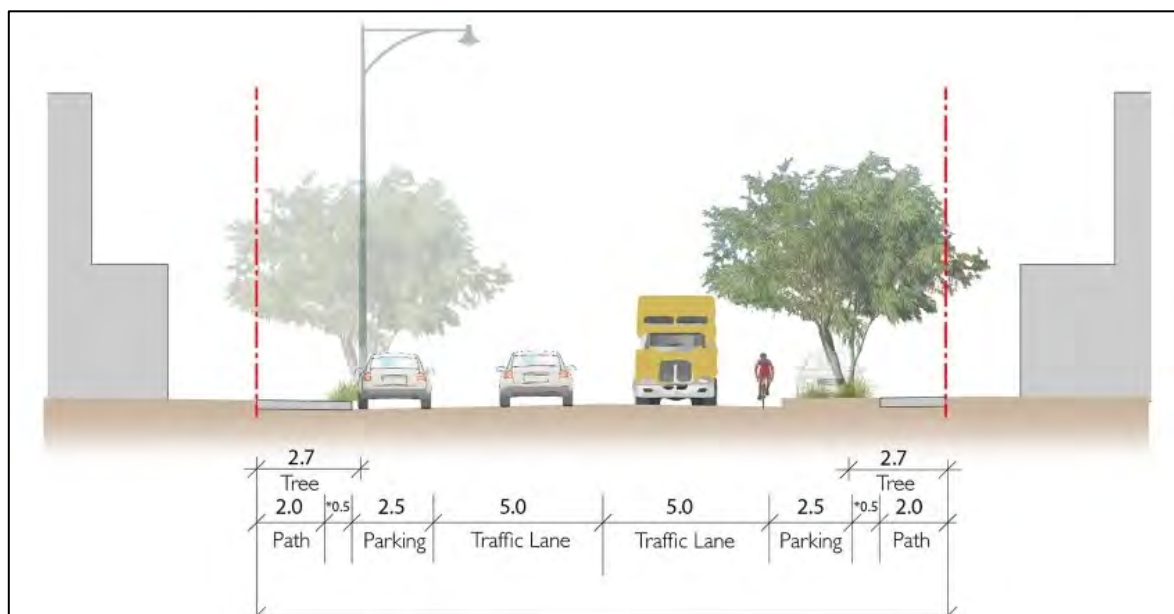 2.7 2.7
Tree Tree
2.0 *0.5 2.5 5.0 5.0 2.5 *0.5 2.0
Path Parking Traffic Lane Traffic Lane Parking Path